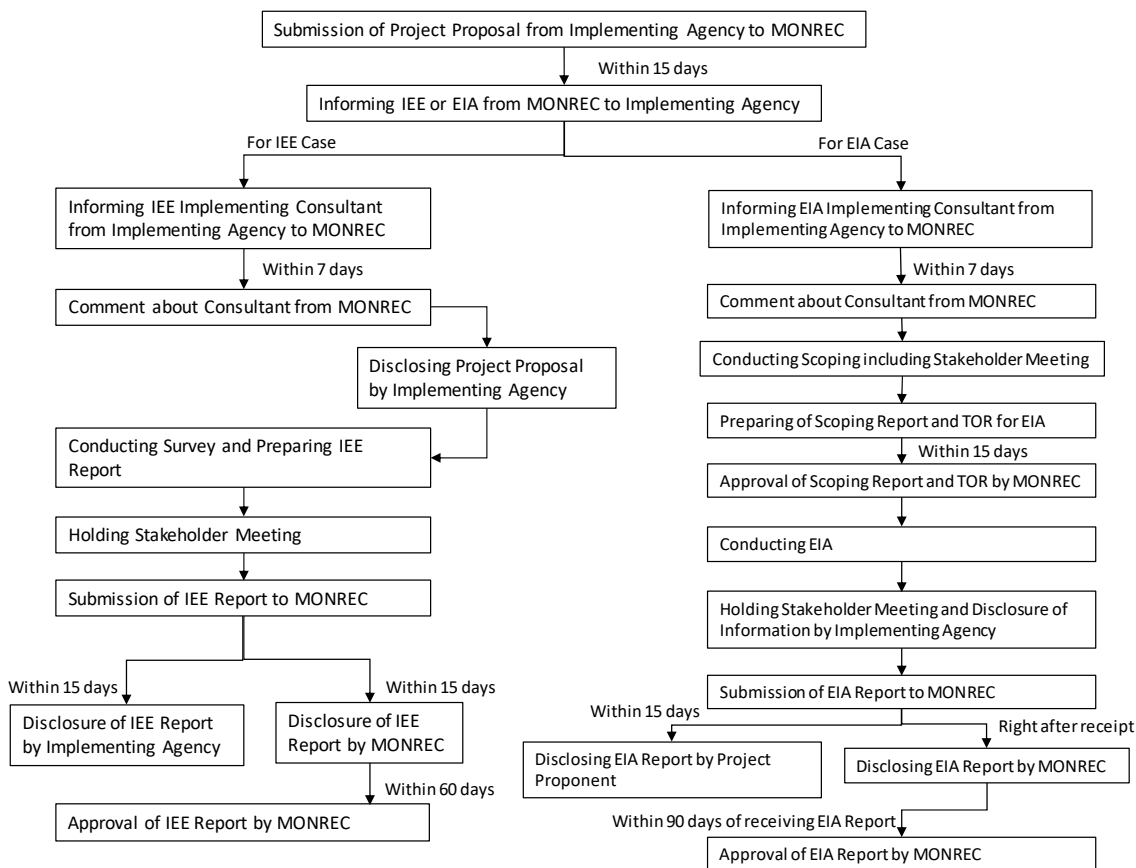 Submission of Project Proposal from Implementing Agency to MONREC
Within 15 days
Informing IEE or EIA from MONREC to Implementing Agency
For IEE Case
For EIA Case
Informing IEE Implementing Consultant
from Implementing Agency to MONREC
Within 7 days
Comment about Consultant from MONREC
Disclosing Project Proposal
by Implementing Agency
Conducting Survey and Preparing IEE
Report
Holding Stakeholder Meeting
Submission of IEE Report to MONREC
Within 15 days
Within 15 days
Disclosure of IEE Report
by Implementing Agency
Disclosure of IEE
Report by MONREC
Within 60 days
Approval of IEE Report by MONREC
Informing EIA Implementing Consultant from
Implementing Agency to MONREC
Within 7 days
Comment about Consultant from MONREC
Conducting Scoping including Stakeholder Meeting
Preparing of Scoping Report and TOR for EIA
Within 15 days
Approval of Scoping Report and TOR by MONREC
Conducting EIA
Holding Stakeholder Meeting and Disclosure of
Information by Implementing Agency
Submission of EIA Report to MONREC
Within 15 days
Right after receipt
Disclosing EIA Report by Project
Proponent
Disclosing EIA Report by MONREC
Within 90 days of receiving EIA Report
Approval of EIA Report by MONREC